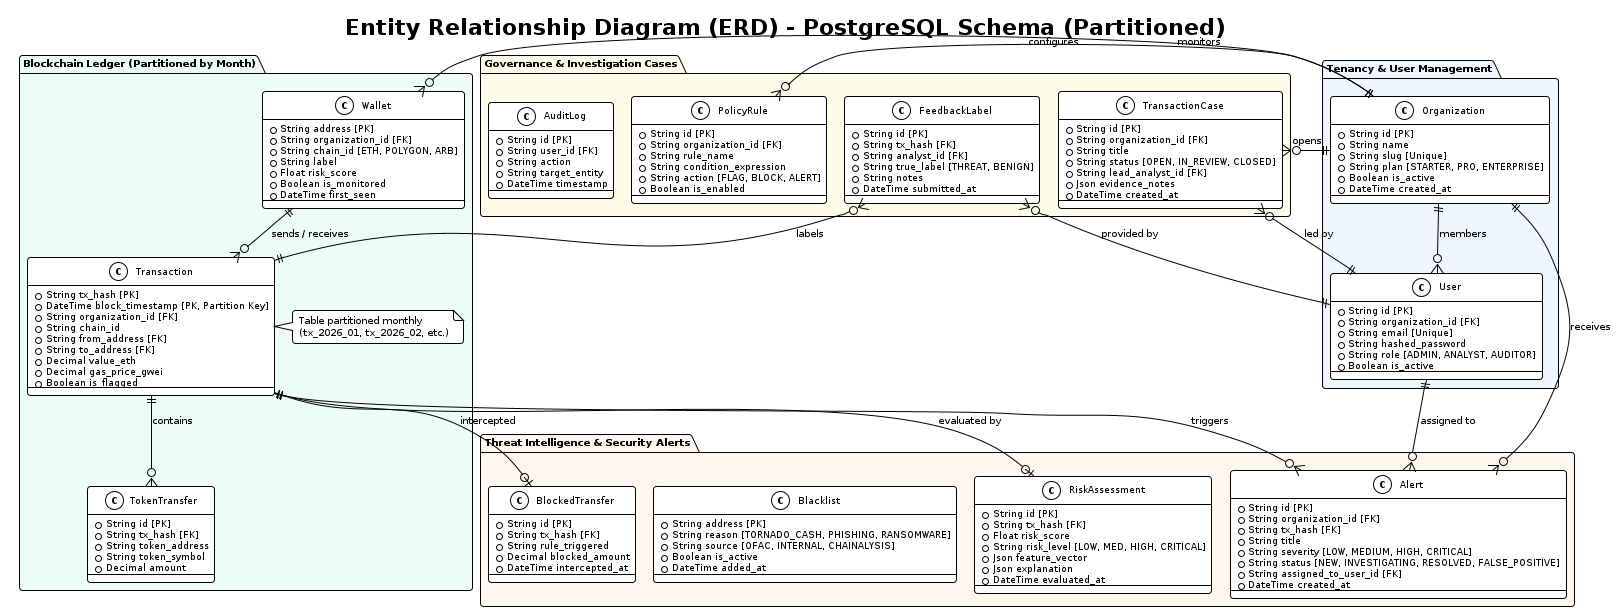 Entity Relationship Diagram (ERD) - PostgreSQL Schema (Partitioned)
configures
monitors
Blockchain Ledger (Partitioned by Month)
C Wallet
String address [PK]
String organization_id [FK]
String chain_id [ETH, POLYGON, ARB]
String label
Float risk_score
Boolean is_monitored
DateTime first_seen
sends / receives
C Transaction
String tx_hash [PK]
DateTime block_timestamp [PK, Partition Key]
String organization_id [FK]
String chain_id
String from_address [FK]
String to_address [FK]
Decimal value_eth
Decimal gas_price_gwei
Boolean is_flagged
Table partitioned monthly
(tx_2026_01, tx_2026_02, etc.)
contains
C TokenTransfer
String id [PK]
String tx_hash [FK]
String token_address
String token_symbol
Decimal amount
Governance & Investigation Cases
C AuditLog
String id [PK]
String user_id [FK]
String action
String target_entity
DateTime timestamp
C PolicyRule
String id [PK]
String organization_id [FK]
String rule_name
String condition_expression
String action [FLAG, BLOCK, ALERT]
Boolean is_enabled
C FeedbackLabel
String id [PK]
String tx_hash [FK]
String analyst_id [FK]
String true_label [THREAT, BENIGN]
String notes
DateTime submitted_at
C TransactionCase
String id [PK]
String organization_id [FK]
String title
String status [OPEN, IN_REVIEW, CLOSED]
String lead_analyst_id [FK]
Json evidence_notes
DateTime created_at
opens
labels
provided by
led by
Tenancy & User Management
C Organization
String id [PK]
String name
String slug [Unique]
String plan [STARTER, PRO, ENTERPRISE]
Boolean is_active
DateTime created_at
members
C User
String id [PK]
String organization_id [FK]
String email [Unique]
String hashed_password
String role [ADMIN, ANALYST, AUDITOR]
Boolean is_active
receives
intercepted
evaluated by
triggers
assigned to
Threat Intelligence & Security Alerts
C BlockedTransfer
String id [PK]
String tx_hash [FK]
String rule_triggered
Decimal blocked_amount
DateTime intercepted_at
C Blacklist
String address [PK]
String reason [TORNADO_CASH, PHISHING, RANSOMWARE]
String source [OFAC, INTERNAL, CHAINALYSIS]
Boolean is_active
DateTime added_at
C RiskAssessment
String id [PK]
String tx_hash [FK]
Float risk_score
String risk_level [LOW, MED, HIGH, CRITICAL]
Json feature_vector
Json explanation
DateTime evaluated_at
C Alert
String id [PK]
String organization_id [FK]
String tx_hash [FK]
String title
String severity [LOW, MEDIUM, HIGH, CRITICAL]
String status [NEW, INVESTIGATING, RESOLVED, FALSE_POSITIVE]
String assigned_to_user_id [FK]
DateTime created_at